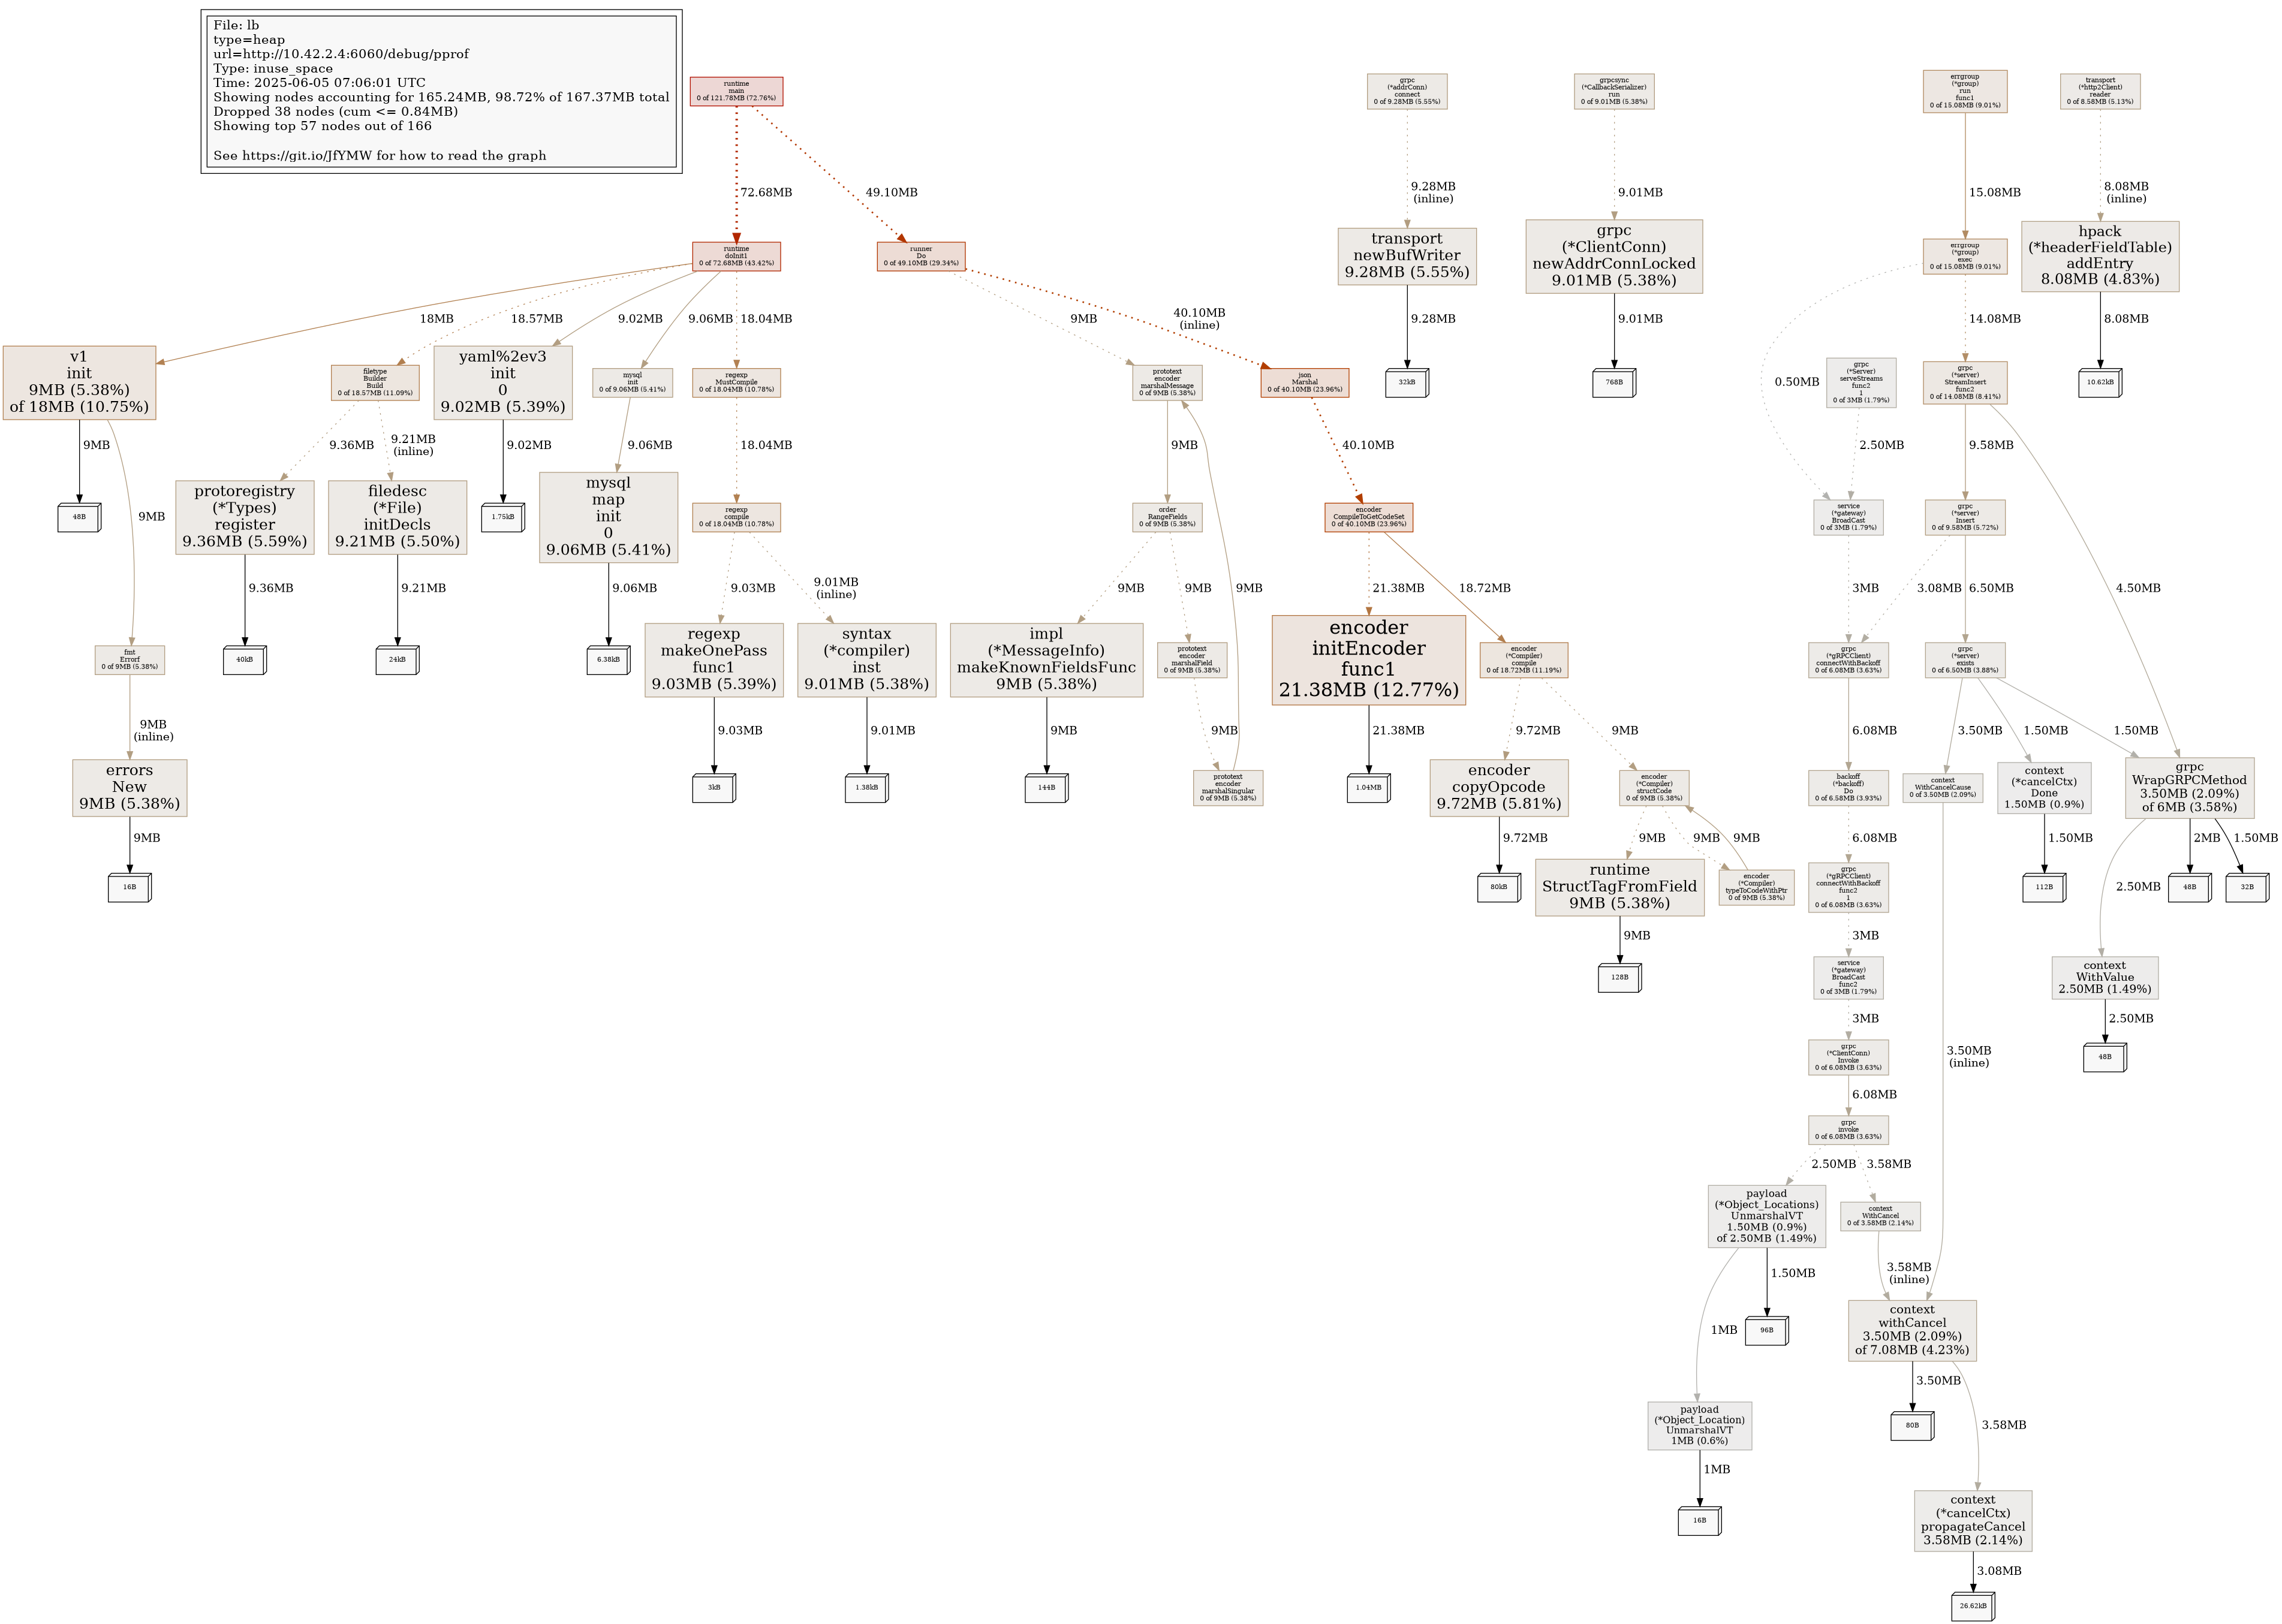 File: lb
type=heap
url=http://10.42.2.4:6060/debug/pprof
Type: inuse_space
Time: 2025-06-05 07:06:01 UTC
Showing nodes accounting for 165.24MB, 98.72% of 167.37MB total
Dropped 38 nodes (cum <= 0.84MB)
Showing top 57 nodes out of 166
See https://git.io/JfYMW for how to read the graph
runtime
main
0 of 121.78MB (72.76%)
grpc
(*addrConn)
connect
0 of 9.28MB (5.55%)
grpcsync
(*CallbackSerializer)
run
0 of 9.01MB (5.38%)
errgroup
(*group)
run
func1
0 of 15.08MB (9.01%)
transport
(*http2Client)
reader
0 of 8.58MB (5.13%)
72.68MB
49.10MB
9.28MB
(inline)
9.01MB
15.08MB
8.08MB
(inline)
runtime
doInit1
0 of 72.68MB (43.42%)
runner
Do
0 of 49.10MB (29.34%)
transport
newBufWriter
9.28MB (5.55%)
grpc
(*ClientConn)
newAddrConnLocked
9.01MB (5.38%)
errgroup
(*group)
exec
0 of 15.08MB (9.01%)
hpack
(*headerFieldTable)
addEntry
8.08MB (4.83%)
18MB
18.57MB
9.02MB
9.06MB
18.04MB
9MB
40.10MB
(inline)
9.28MB
9.01MB
14.08MB
8.08MB
v1
init
9MB (5.38%)
of 18MB (10.75%)
filetype
Builder
Build
0 of 18.57MB (11.09%)
yaml%2ev3
init
0
9.02MB (5.39%)
mysql
init
0 of 9.06MB (5.41%)
regexp
MustCompile
0 of 18.04MB (10.78%)
prototext
encoder
marshalMessage
0 of 9MB (5.38%)
json
Marshal
0 of 40.10MB (23.96%)
32kB
768B
0.50MB
grpc
(*Server)
serveStreams
func2
1
0 of 3MB (1.79%)
grpc
(*server)
StreamInsert
func2
0 of 14.08MB (8.41%)
10.62kB
9MB
9MB
9.36MB
9.21MB
(inline)
9.02MB
9.06MB
18.04MB
9MB
40.10MB
2.50MB
9.58MB
48B
protoregistry
(*Types)
register
9.36MB (5.59%)
filedesc
(*File)
initDecls
9.21MB (5.50%)
1.75kB
mysql
map
init
0
9.06MB (5.41%)
regexp
compile
0 of 18.04MB (10.78%)
order
RangeFields
0 of 9MB (5.38%)
encoder
CompileToGetCodeSet
0 of 40.10MB (23.96%)
service
(*gateway)
BroadCast
0 of 3MB (1.79%)
grpc
(*server)
Insert
0 of 9.58MB (5.72%)
9.36MB
9.21MB
9.06MB
9.03MB
9.01MB
(inline)
9MB
9MB
9MB
21.38MB
18.72MB
3MB
3.08MB
6.50MB
4.50MB
fmt
Errorf
0 of 9MB (5.38%)
40kB
24kB
6.38kB
regexp
makeOnePass
func1
9.03MB (5.39%)
syntax
(*compiler)
inst
9.01MB (5.38%)
impl
(*MessageInfo)
makeKnownFieldsFunc
9MB (5.38%)
prototext
encoder
marshalField
0 of 9MB (5.38%)
encoder
initEncoder
func1
21.38MB (12.77%)
encoder
(*Compiler)
compile
0 of 18.72MB (11.19%)
grpc
(*gRPCClient)
connectWithBackoff
0 of 6.08MB (3.63%)
grpc
(*server)
exists
0 of 6.50MB (3.88%)
9MB
(inline)
9.03MB
9.01MB
9MB
9MB
21.38MB
9.72MB
9MB
6.08MB
3.50MB
1.50MB
1.50MB
errors
New
9MB (5.38%)
3kB
1.38kB
144B
prototext
encoder
marshalSingular
0 of 9MB (5.38%)
1.04MB
encoder
copyOpcode
9.72MB (5.81%)
encoder
(*Compiler)
structCode
0 of 9MB (5.38%)
backoff
(*backoff)
Do
0 of 6.58MB (3.93%)
context
WithCancelCause
0 of 3.50MB (2.09%)
context
(*cancelCtx)
Done
1.50MB (0.9%)
grpc
WrapGRPCMethod
3.50MB (2.09%)
of 6MB (3.58%)
9MB
9.72MB
9MB
9MB
9MB
6.08MB
1.50MB
2.50MB
2MB
1.50MB
16B
80kB
runtime
StructTagFromField
9MB (5.38%)
encoder
(*Compiler)
typeToCodeWithPtr
0 of 9MB (5.38%)
grpc
(*gRPCClient)
connectWithBackoff
func2
1
0 of 6.08MB (3.63%)
112B
48B
32B
9MB
3MB
128B
service
(*gateway)
BroadCast
func2
0 of 3MB (1.79%)
context
WithValue
2.50MB (1.49%)
3MB
3.50MB
(inline)
2.50MB
grpc
(*ClientConn)
Invoke
0 of 6.08MB (3.63%)
48B
6.08MB
grpc
invoke
0 of 6.08MB (3.63%)
2.50MB
3.58MB
payload
(*Object_Locations)
UnmarshalVT
1.50MB (0.9%)
of 2.50MB (1.49%)
context
WithCancel
0 of 3.58MB (2.14%)
1MB
1.50MB
3.58MB
(inline)
96B
context
withCancel
3.50MB (2.09%)
of 7.08MB (4.23%)
3.50MB
3.58MB
payload
(*Object_Location)
UnmarshalVT
1MB (0.6%)
80B
1MB
16B
context
(*cancelCtx)
propagateCancel
3.58MB (2.14%)
3.08MB
26.62kB